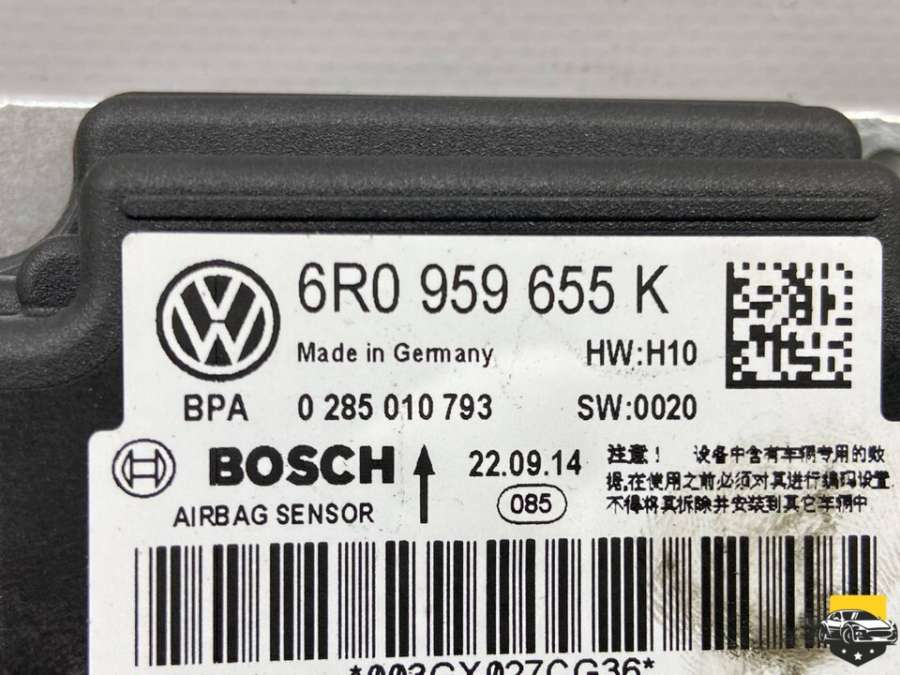 6R0 959 655 K
Made in Germany HW:H10
BPA 0 285 010 793 SW:0020
BOSCH 22.09.14
AIRBAG SENSOR 085
注意！ 设备中含有车辆专用的数
据,在使用之前必须对其进行编码设置
不得将其拆除并安装到其它车辆中
*003GX027CG36*